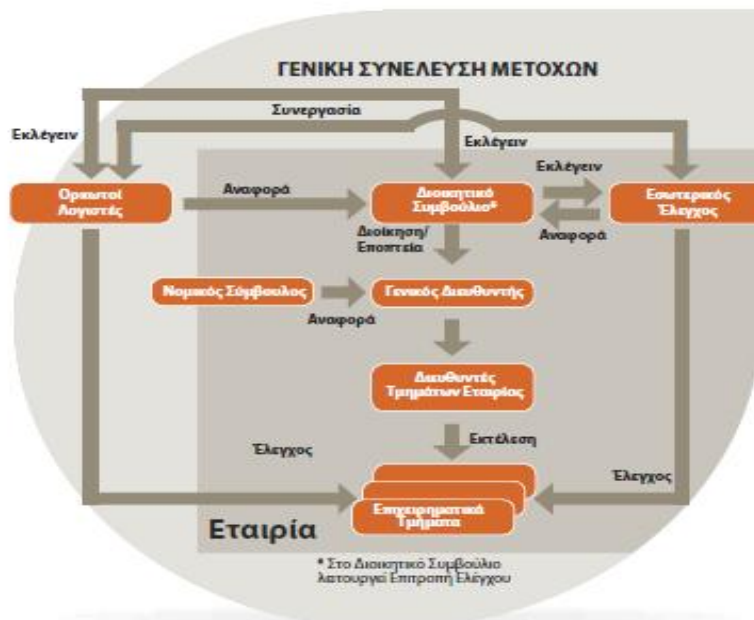 ΓΕΝΙΚΗ ΣΥΝΕΛΕΥΣΗ ΜΕΤΟΧΩΝ
Συνεργασία
Εκλέγειν
Εκλέγειν
Εκλέγειν
Ορκωτοί
Λογιστές
Αναφορά
Διοικητικό
Συμβούλιο*
Εσωτερικός
Έλεγχος
Αναφορά
Διοίκηση/
Εποπτεία
Νομικός Σύμβουλος
Αναφορά
Γενικός Διευθυντής
Διευθυντές
Τμημάτων Εταιρίας
Εκτέλεση
Έλεγχος
Έλεγχος
Επιχειρηματικά
Τμήματα
Εταιρία
* Στο Διοικητικό Συμβούλιο
λατουργεί Επιτροπή Ελέγχου